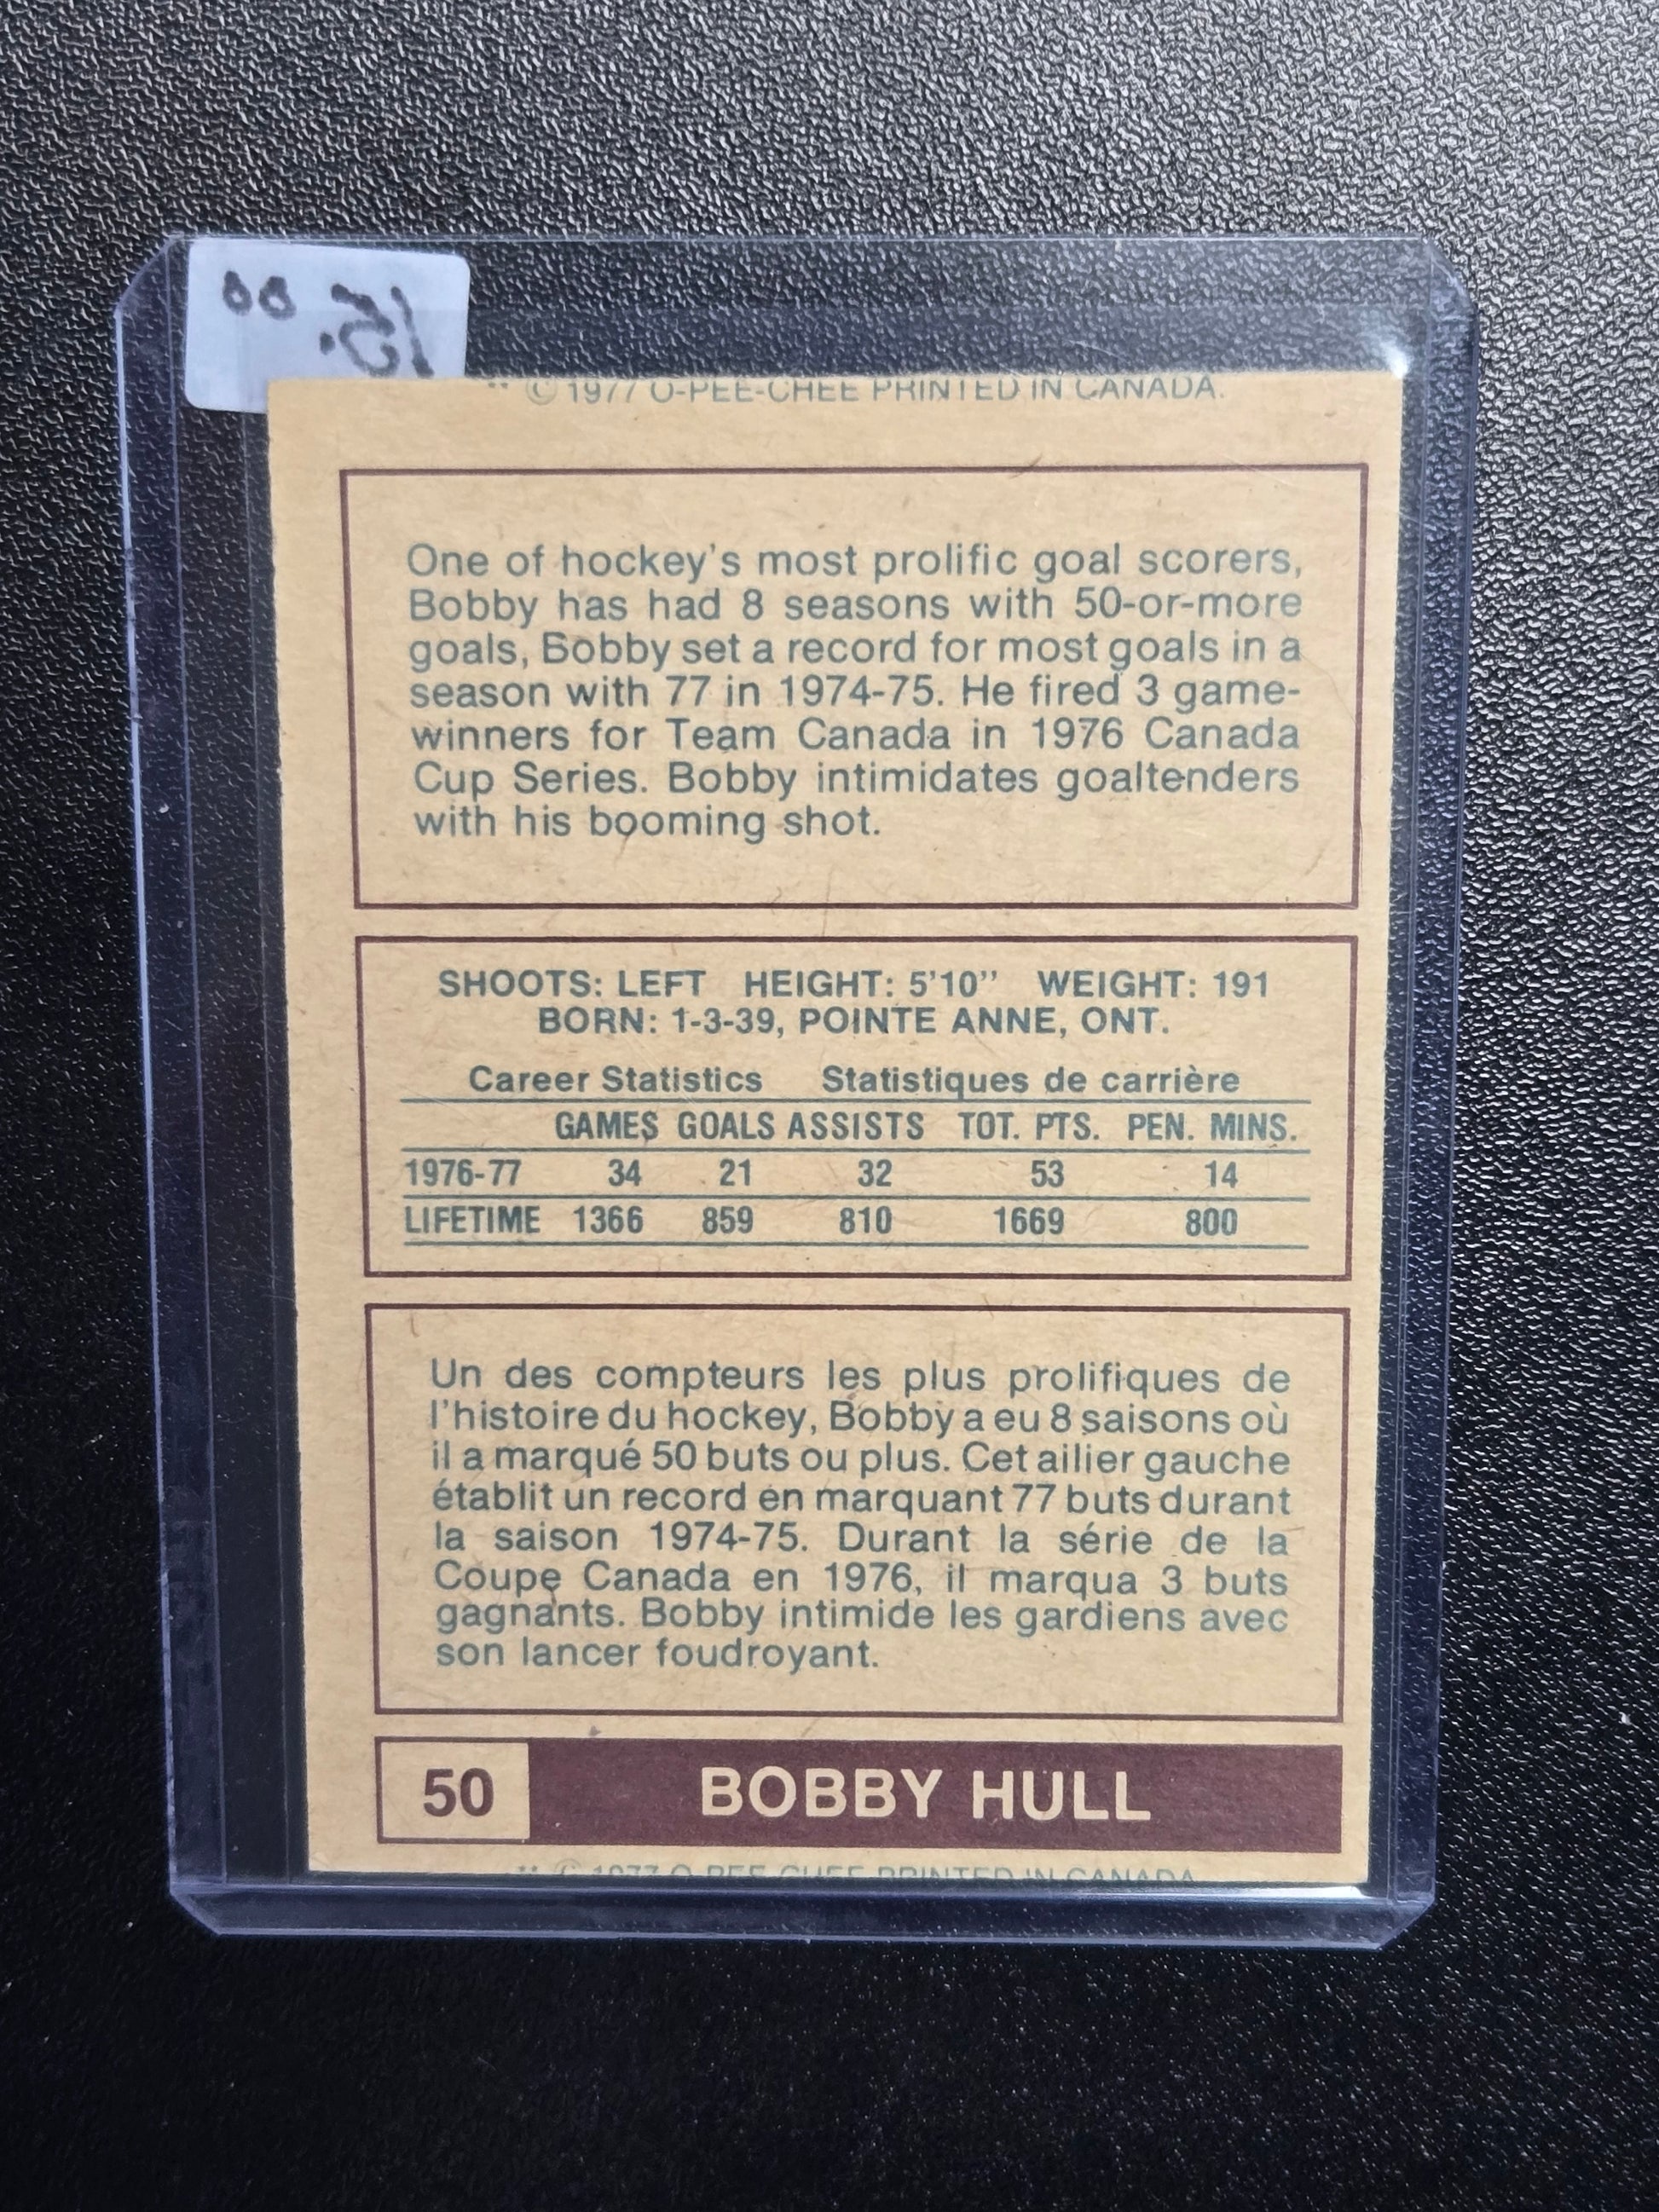 15.00
** © 1977 O-PEE-CHEE PRINTED IN CANADA.
One of hockey's most prolific goal scorers,
Bobby has had 8 seasons with 50-or-more
goals, Bobby set a record for most goals in a
season with 77 in 1974-75. He fired 3 game-
winners for Team Canada in 1976 Canada
Cup Series. Bobby intimidates goaltenders
with his booming shot.
SHOOTS: LEFT HEIGHT: 5'10" WEIGHT: 191
BORN: 1-3-39, POINTE ANNE, ONT.
Career Statistics Statistiques de carrière
GAMES GOALS ASSISTS TOT. PTS. PEN. MINS.
1976-77 34 21 32 53 14
LIFETIME 1366 859 810 1669 800
Un des compteurs les plus prolifiques de
l'histoire du hockey, Bobby a eu 8 saisons où
il a marqué 50 buts ou plus. Cet ailier gauche
établit un record en marquant 77 buts durant
la saison 1974-75. Durant la série de la
Coupe Canada en 1976, il marqua 3 buts
gagnants. Bobby intimide les gardiens avec
son lancer foudroyant.
50 BOBBY HULL
** © 1977 O-PEE-CHEE PRINTED IN CANADA